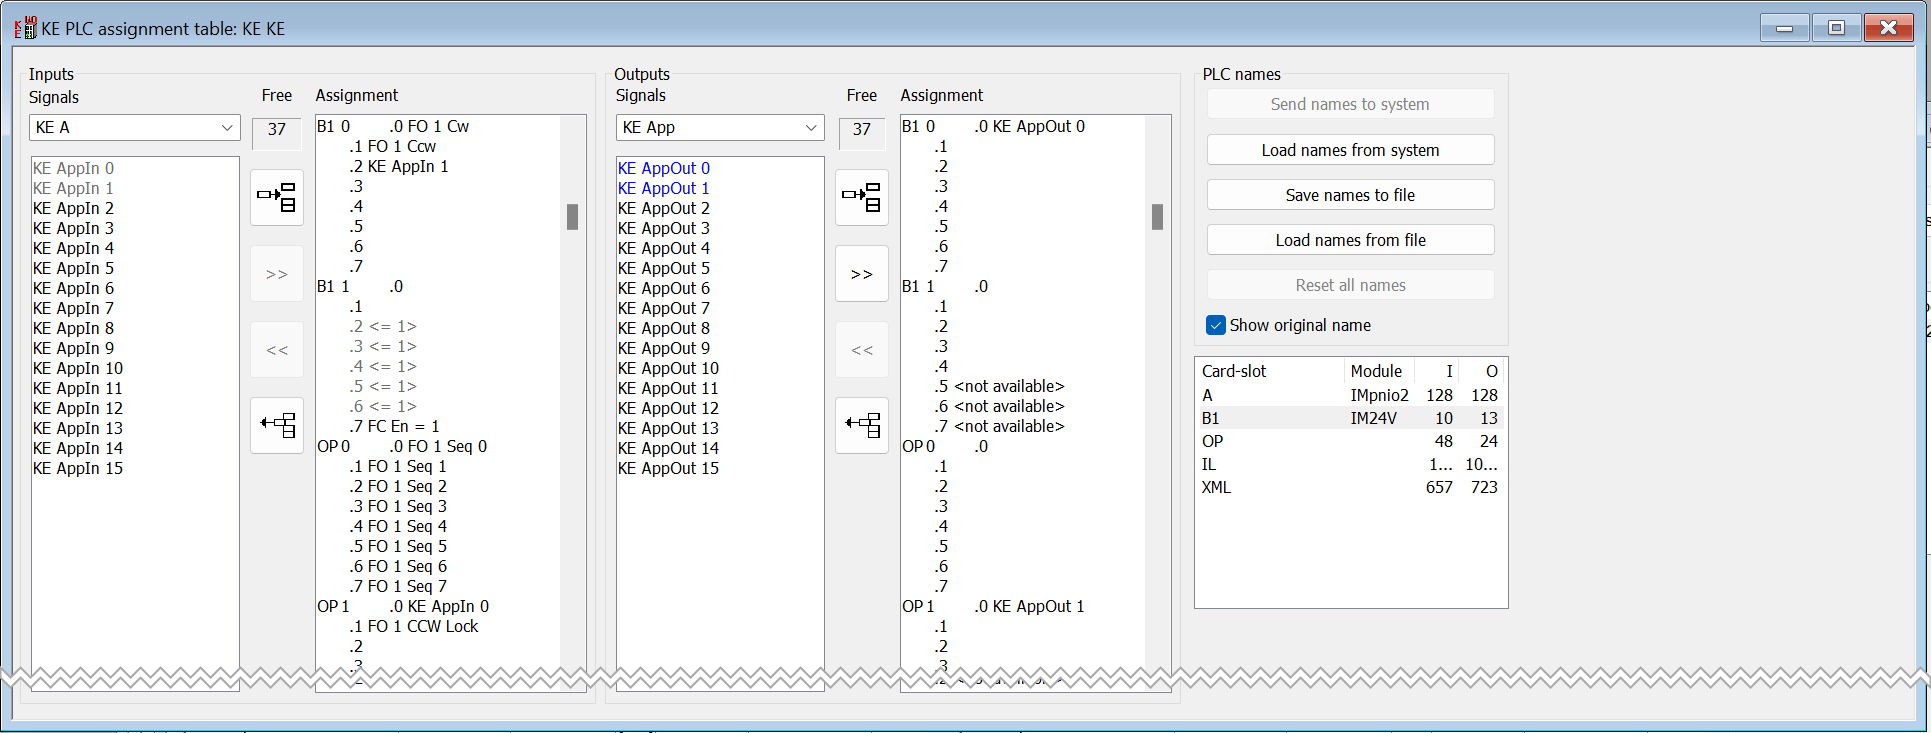 KE PLC assignment table: KE KE
Inputs
Signals
Free
Assignment
KE A
37
KE AppIn 0
KE AppIn 1
KE AppIn 2
KE AppIn 3
KE AppIn 4
KE AppIn 5
KE AppIn 6
KE AppIn 7
KE AppIn 8
KE AppIn 9
KE AppIn 10
KE AppIn 11
KE AppIn 12
KE AppIn 13
KE AppIn 14
KE AppIn 15
>>
<<
B1 0 .0 FO 1 Cw
.1 FO 1 Ccw
.2 KE AppIn 1
.3
.4
.5
.6
.7
B1 1 .0
.1
.2 <= 1>
.3 <= 1>
.4 <= 1>
.5 <= 1>
.6 <= 1>
.7 FC En = 1
OP 0 .0 FO 1 Seq 0
.1 FO 1 Seq 1
.2 FO 1 Seq 2
.3 FO 1 Seq 3
.4 FO 1 Seq 4
.5 FO 1 Seq 5
.6 FO 1 Seq 6
.7 FO 1 Seq 7
OP 1 .0 KE AppIn 0
.1 FO 1 CCW Lock
.2
.3
Outputs
Signals
Free
Assignment
KE App
37
KE AppOut 0
KE AppOut 1
KE AppOut 2
KE AppOut 3
KE AppOut 4
KE AppOut 5
KE AppOut 6
KE AppOut 7
KE AppOut 8
KE AppOut 9
KE AppOut 10
KE AppOut 11
KE AppOut 12
KE AppOut 13
KE AppOut 14
KE AppOut 15
>>
<<
B1 0 .0 KE AppOut 0
.1
.2
.3
.4
.5
.6
.7
B1 1 .0
.1
.2
.3
.4
.5 <not available>
.6 <not available>
.7 <not available>
OP 0 .0
.1
.2
.3
.4
.5
.6
.7
OP 1 .0 KE AppOut 1
.1
.2
.3
PLC names
Send names to system
Load names from system
Save names to file
Load names from file
Reset all names
Show original name
Card-slot Module I O
A IMpnio2 128 128
B1 IM24V 10 13
OP 48 24
IL 1... 10...
XML 657 723